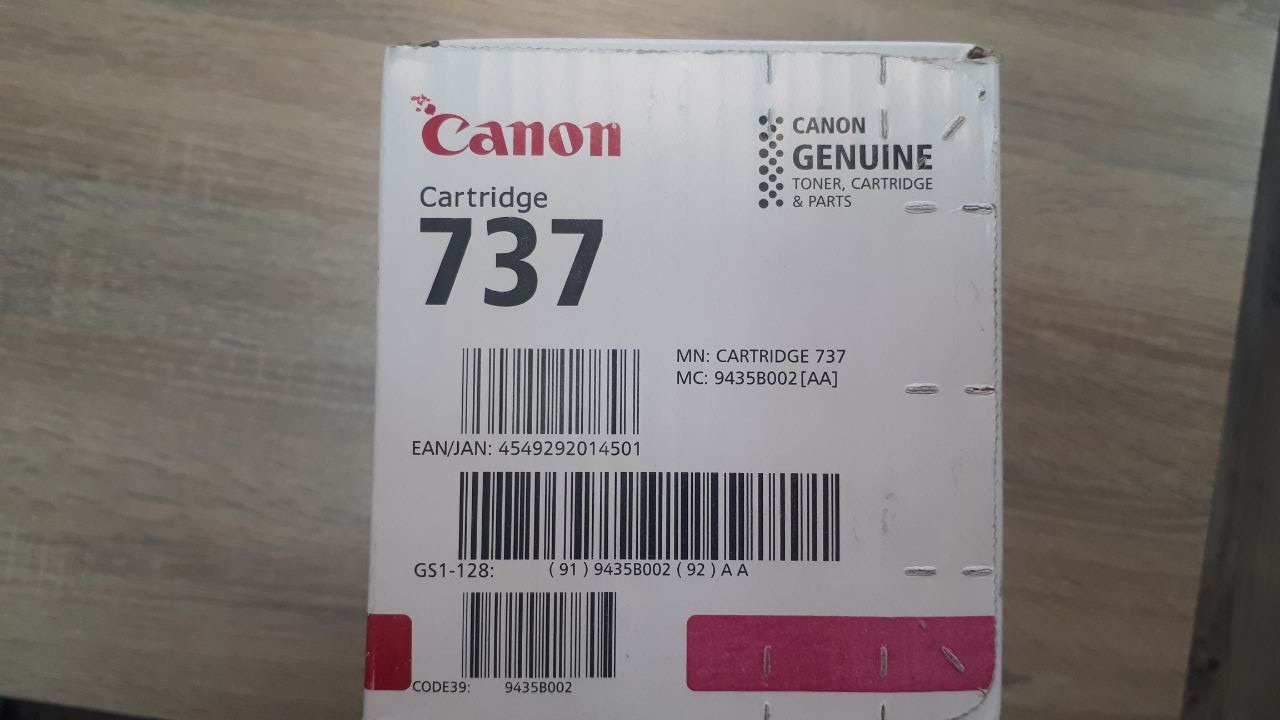 Canon
CANON
GENUINE
TONER, CARTRIDGE
& PARTS
Cartridge
737
MN: CARTRIDGE 737
MC: 9435B002[AA]
EAN/JAN: 4549292014501
GS1-128: (91)9435B002(92)AA
CODE39: 9435B002